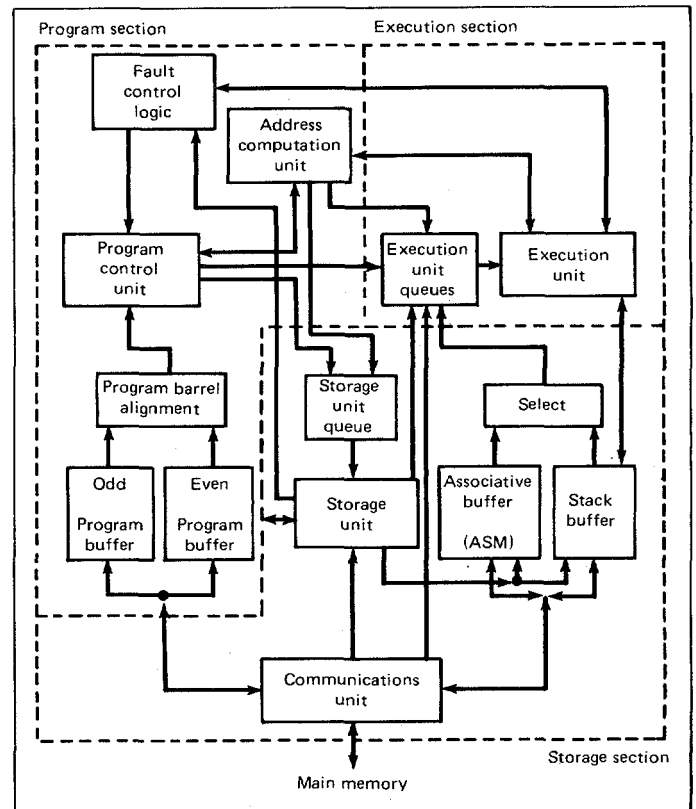 Program section
Execution section
Fault
control
logic
Address
computation
unit
Program
control
unit
Execution
unit
queues
Execution
unit
Program barrel
alignment
Storage
unit
queue
Select
Odd
Program
buffer
Even
Program
buffer
Storage
unit
Associative
buffer
(ASM)
Stack
buffer
Communications
unit
Storage section
Main memory